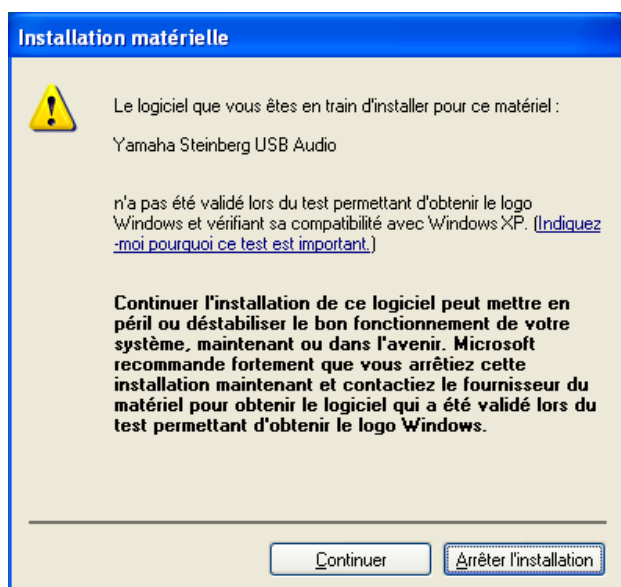 Installation matérielle
Le logiciel que vous êtes en train d'installer pour ce matériel :
Yamaha Steinberg USB Audio
n'a pas été validé lors du test permettant d'obtenir le logo
Windows et vérifiant sa compatibilité avec Windows XP. (Indiquez
-moi pourquoi ce test est important.)
Continuer l'installation de ce logiciel peut mettre en
péril ou déstabiliser le bon fonctionnement de votre
système, maintenant ou dans l'avenir. Microsoft
recommande fortement que vous arrêtiez cette
installation maintenant et contactiez le fournisseur du
matériel pour obtenir le logiciel qui a été validé lors du
test permettant d'obtenir le logo Windows.
Continuer
Arrêter l'installation